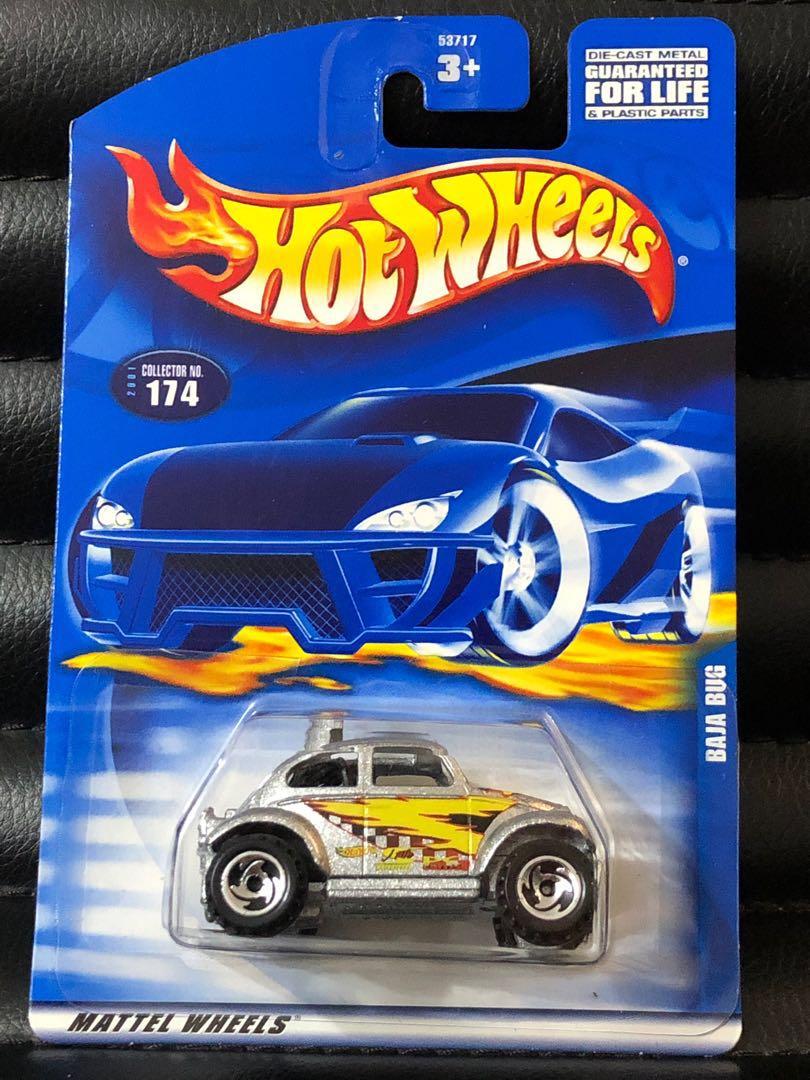 53717
3+
DIE-CAST METAL
GUARANTEED
FOR LIFE
& PLASTIC PARTS
HOT WHEELS®
2001
COLLECTOR NO.
174
BAJA BUG
MATTEL WHEELS™